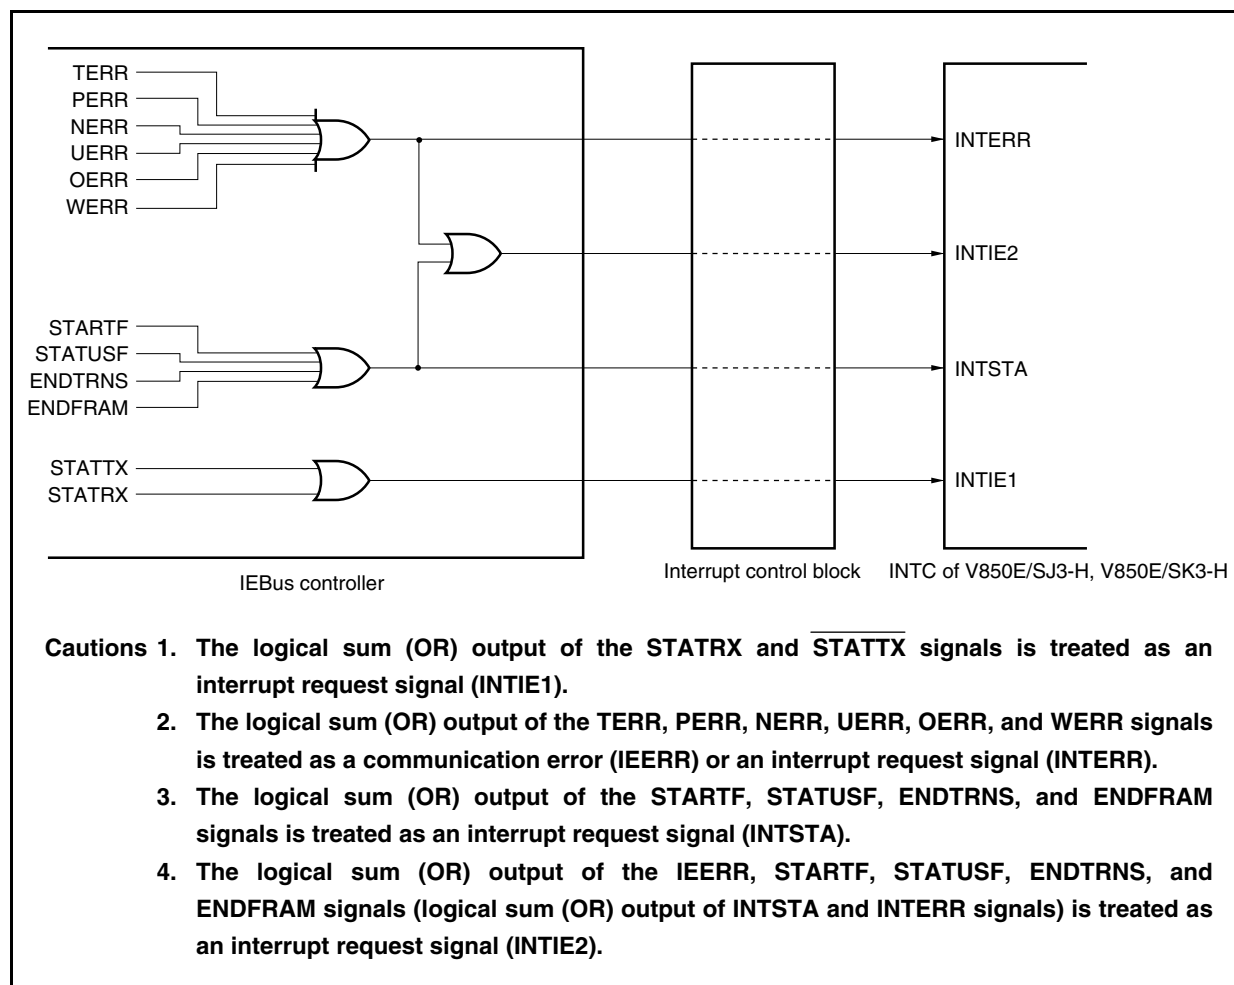 TERR
PERR
NERR
UERR
OERR
WERR
INTERR
INTIE2
STARTF
STATUSF
ENDTRNS
ENDFRAM
INTSTA
STATTX
STATRX
INTIE1
IEBus controller
Interrupt control block
INTC of V850E/SJ3-H, V850E/SK3-H
Cautions 1. The logical sum (OR) output of the STATRX and STATTX signals is treated as an
interrupt request signal (INTIE1).
2. The logical sum (OR) output of the TERR, PERR, NERR, UERR, OERR, and WERR signals
is treated as a communication error (IEERR) or an interrupt request signal (INTERR).
3. The logical sum (OR) output of the STARTF, STATUSF, ENDTRNS, and ENDFRAM
signals is treated as an interrupt request signal (INTSTA).
4. The logical sum (OR) output of the IEERR, STARTF, STATUSF, ENDTRNS, and
ENDFRAM signals (logical sum (OR) output of INTSTA and INTERR signals) is treated as
an interrupt request signal (INTIE2).